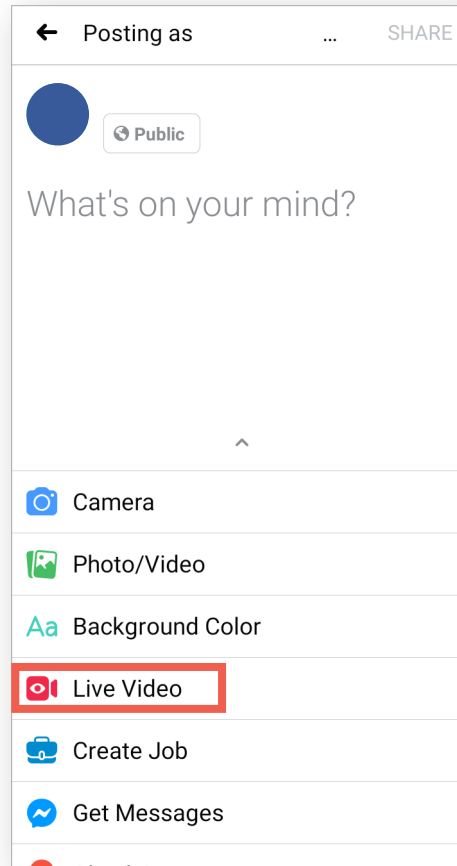 Posting as ... SHARE
Public
What's on your mind?
Camera
Photo/Video
Aa Background Color
Live Video
Create Job
Get Messages